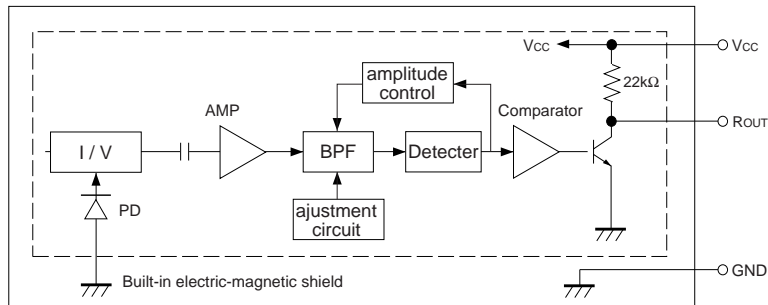 Vcc
Vcc
22kΩ
amplitude
control
AMP
Comparator
ROUT
I / V
BPF
Detecter
PD
ajustment
circuit
Built-in electric-magnetic shield
GND